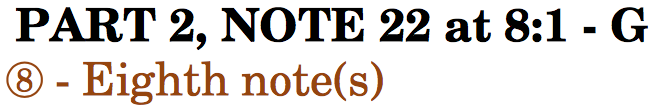 PART 2, NOTE 22 at 8:1 - G
⑧ - Eighth note(s)